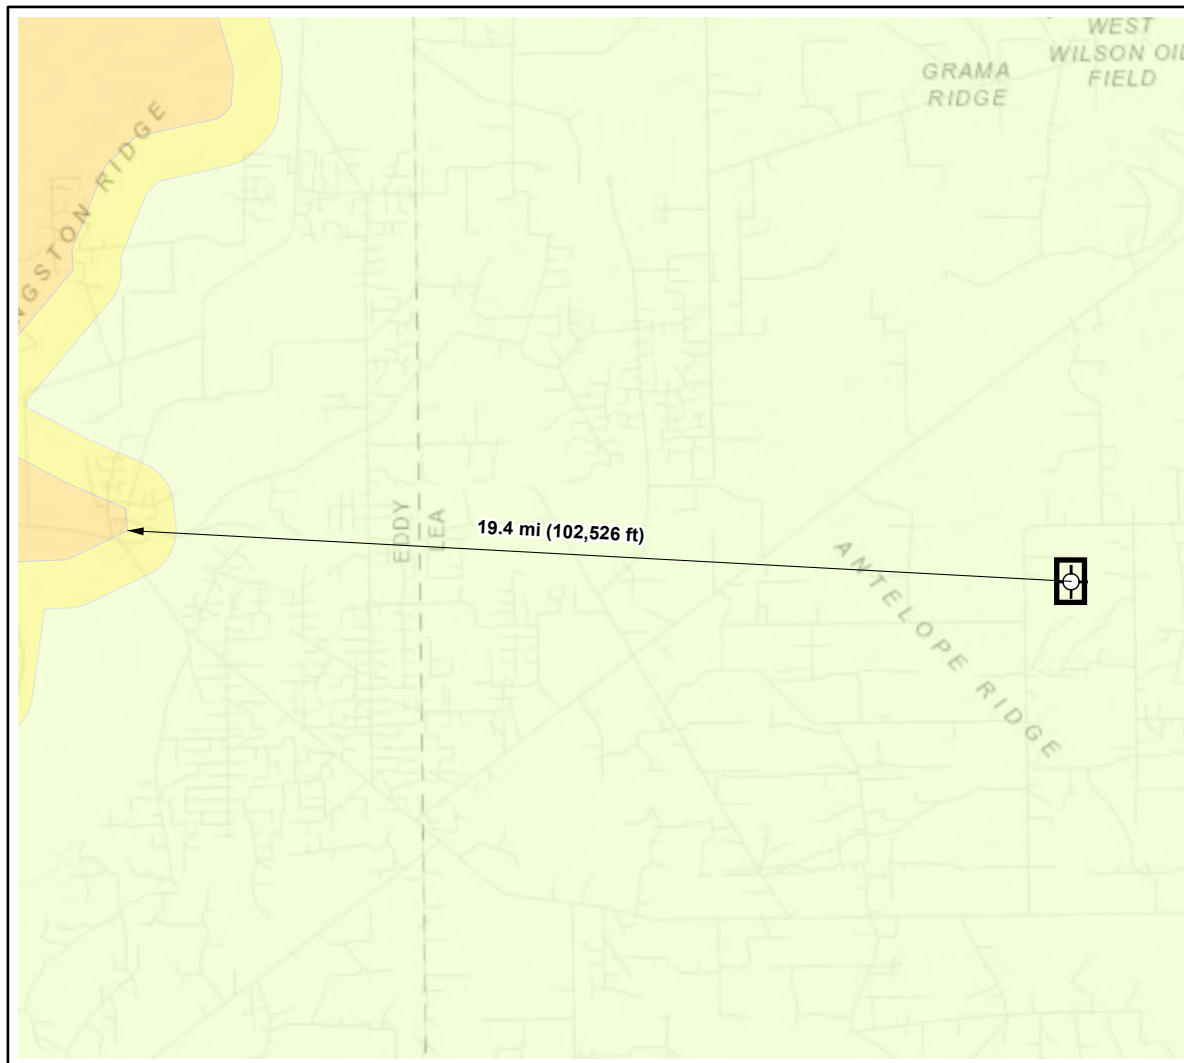 WEST
WILSON OIL
FIELD
GRAMA
RIDGE
NGSTON RIDGE
EDDY
LEA
19.4 mi (102,526 ft)
ANTELOPE RIDGE